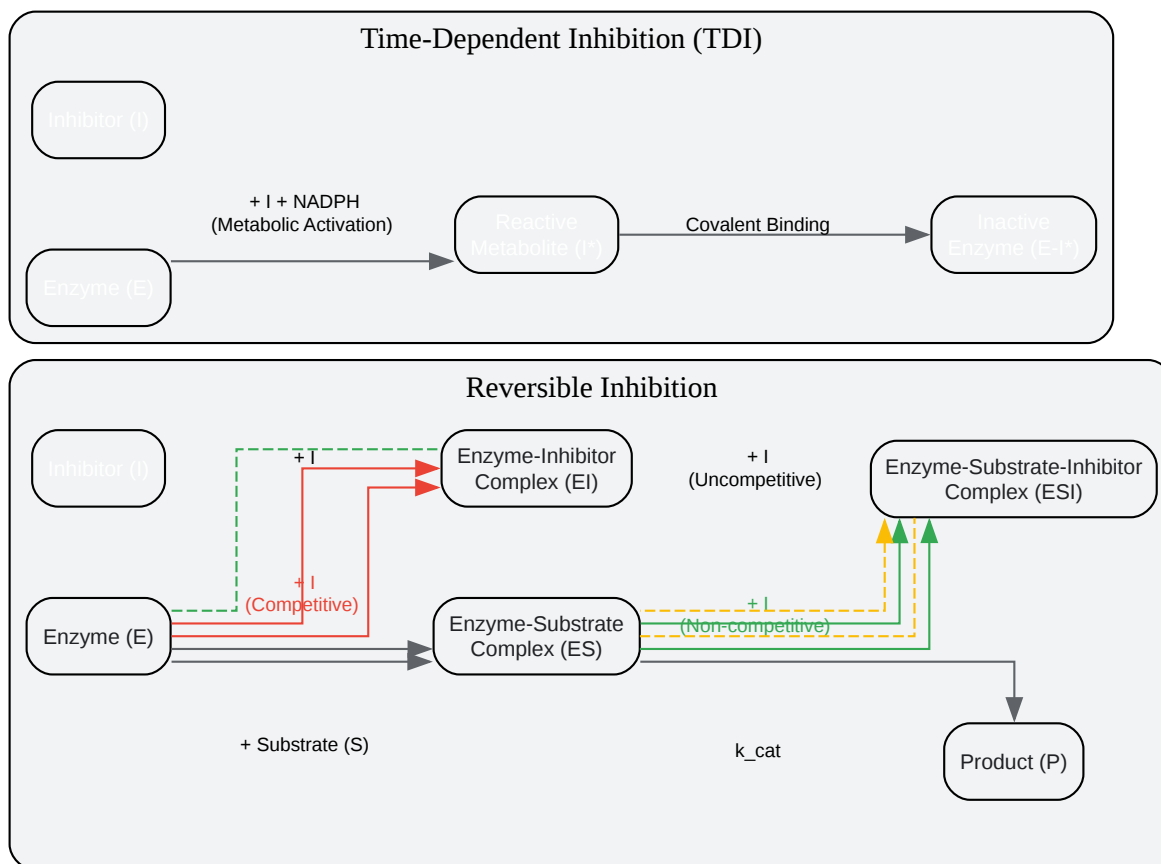 Time-Dependent Inhibition (TDI)
Inhibitor (I)
+ I + NADPH
(Metabolic Activation)
Reactive
Metabolite (I*)
Covalent Binding
Inactive
Enzyme (E-I*)
Enzyme (E)
Reversible Inhibition
Inhibitor (I)
+ I
Enzyme-Inhibitor
Complex (EI)
+ I
(Uncompetitive)
Enzyme-Substrate-Inhibitor
Complex (ESI)
+ I
(Competitive)
Enzyme (E)
Enzyme-Substrate
Complex (ES)
+ I
(Non-competitive)
+ Substrate (S)
k_cat
Product (P)